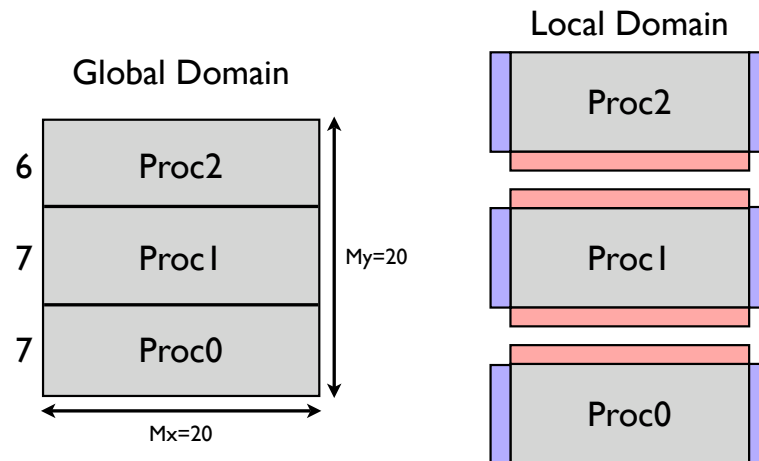 Global Domain
6
Proc2
7
Proc1
7
Proc0
My=20
Mx=20
Local Domain
Proc2
Proc1
Proc0